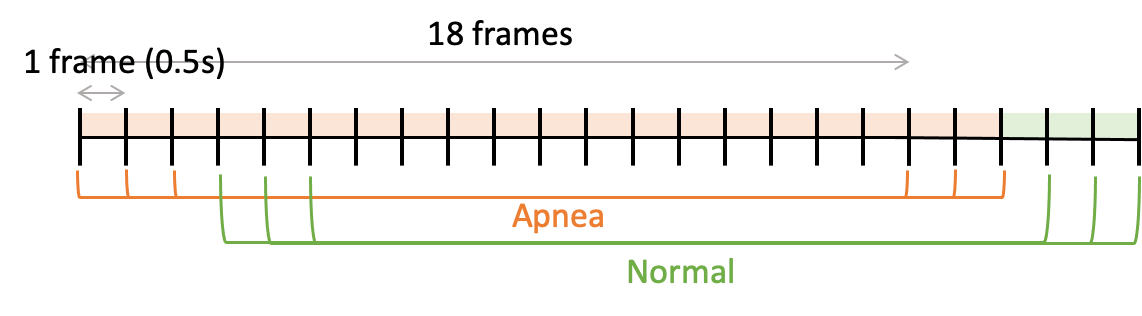 18 frames
1 frame (0.5s)
Apnea
Normal